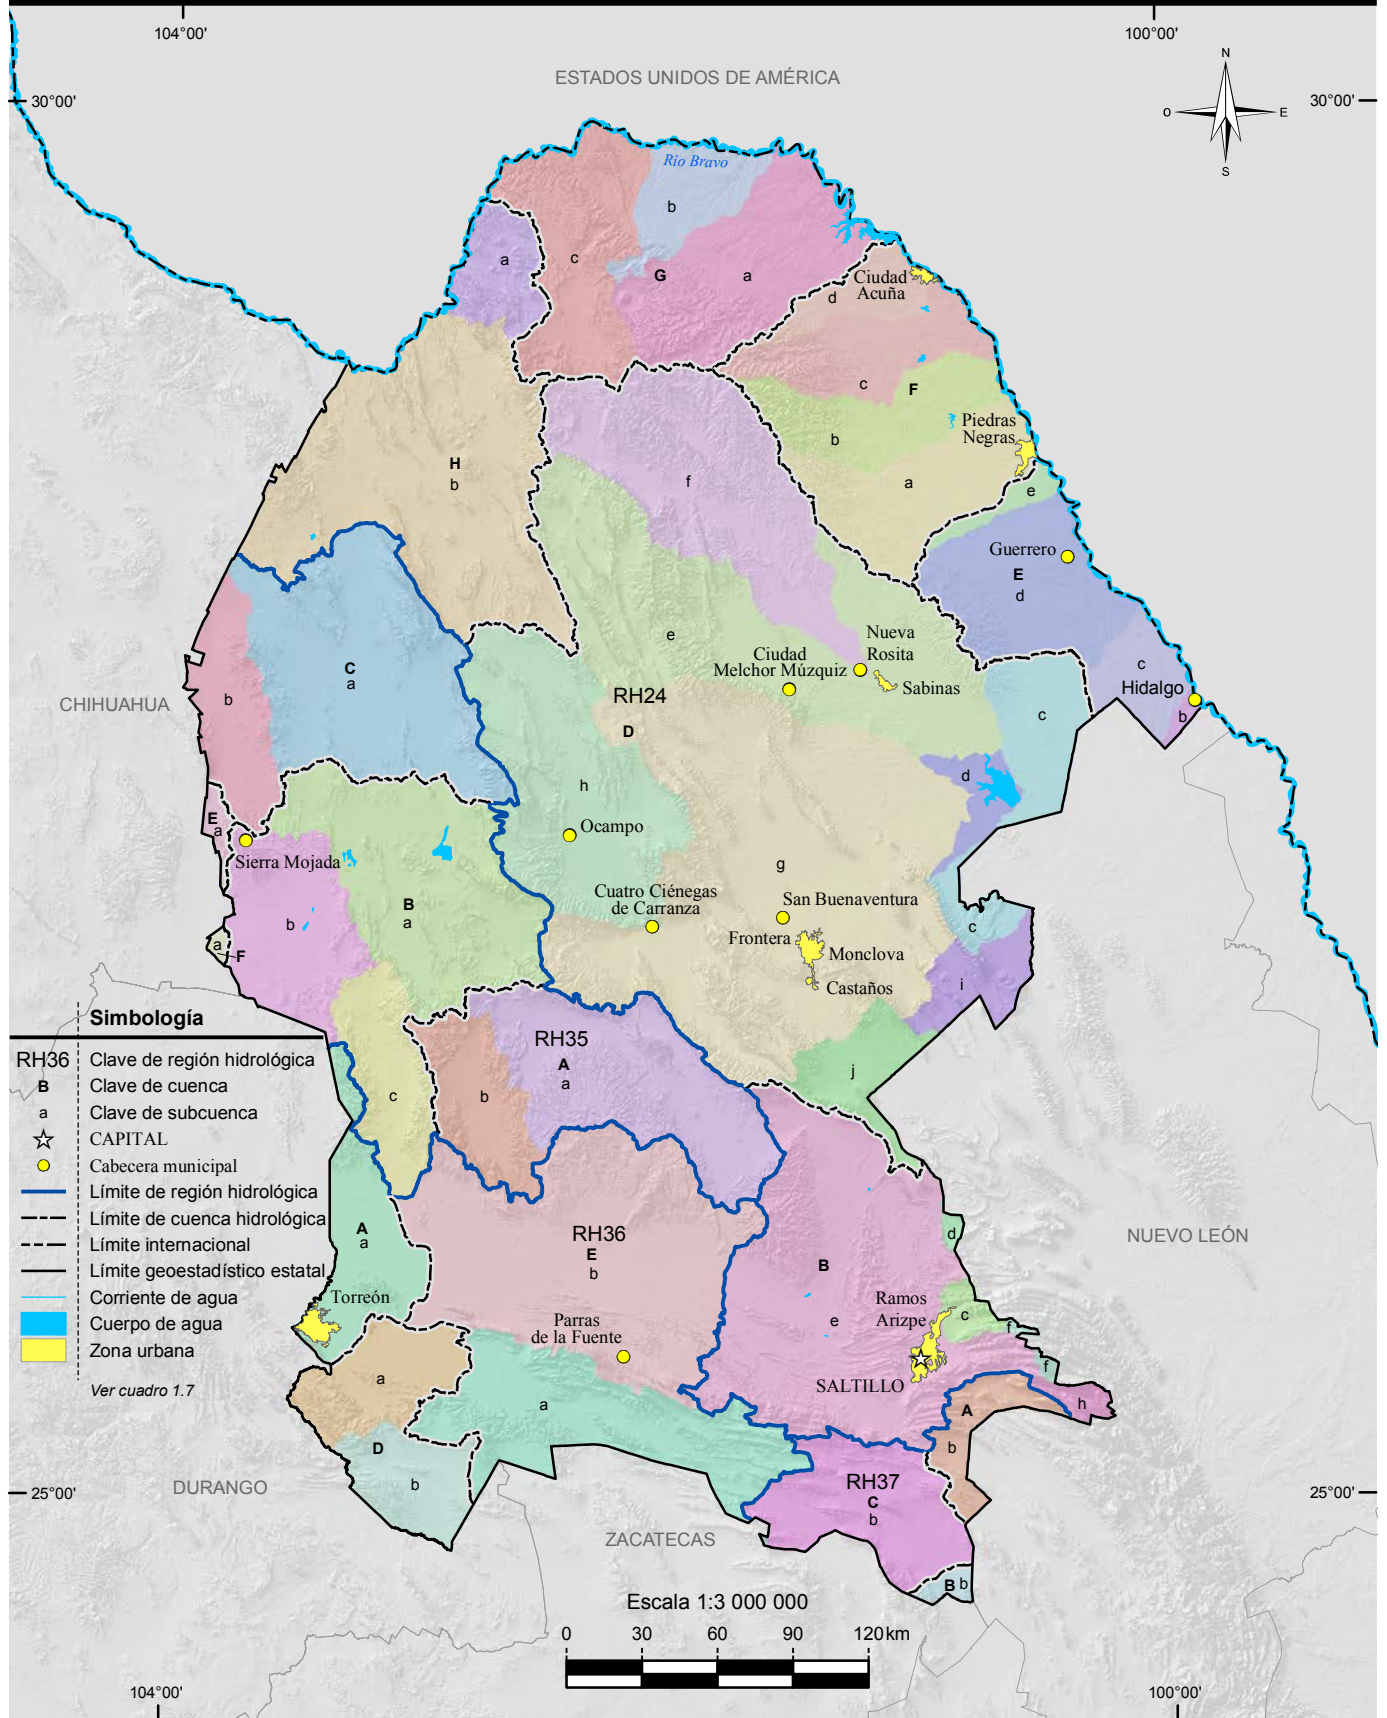 104°00'
100°00'
ESTADOS UNIDOS DE AMÉRICA
N
30°00'
30°00'
O
E
S
Río Bravo
b
a
c
G
a
Ciudad
Acuña
d
c
F
Piedras
Negras
b
H
b
f
a
e
Guerrero
E
d
Nueva
Rosita
e
Ciudad
Melchor Múzquiz
C
a
c
Hidalgo
Sabinas
RH24
CHIHUAHUA
b
c
b
D
d
h
E
a
Ocampo
Sierra Mojada
g
Cuatro Ciénegas
de Carranza
San Buenaventura
B
a
b
c
Frontera
a
F
Monclova
i
Castaños
Simbología
RH36 Clave de región hidrológica
B Clave de cuenca
a Clave de subcuenca
CAPITAL
Cabecera municipal
Límite de región hidrológica
Límite de cuenca hidrológica
Límite internacional
Límite geoestadístico estatal
Corriente de agua
Cuerpo de agua
Zona urbana
Ver cuadro 1.7
RH35
A
a
j
c
b
A
a
RH36
E
b
d
NUEVO LEÓN
B
Torreón
Ramos
Arizpe
Parras
de la Fuente
e
c
f
f
a
SALTILLO
a
h
A
D
b
b
RH37
C
b
DURANGO
25°00'
25°00'
ZACATECAS
B b
Escala 1:3 000 000
0 30 60 90 120 km
104°00'
100°00'